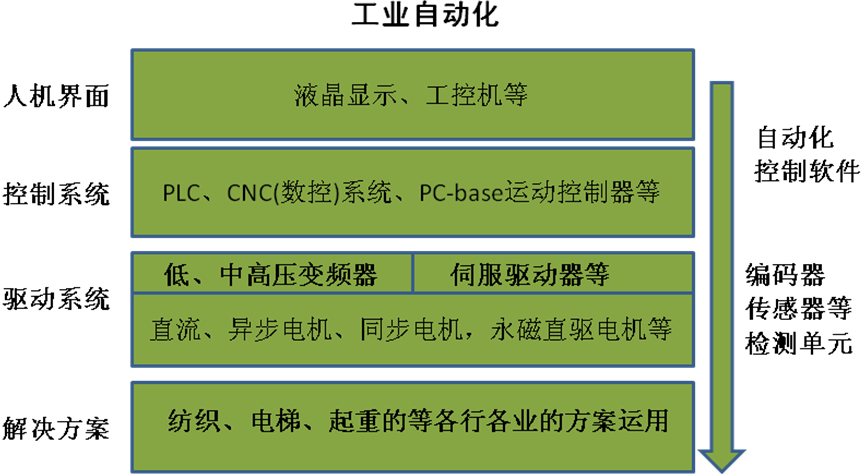 工业自动化
人机界面
液晶显示、工控机等
控制系统
PLC、CNC(数控)系统、PC-base运动控制器等
驱动系统
低、中高压变频器
伺服驱动器等
直流、异步电机、同步电机，永磁直驱电机等
解决方案
纺织、电梯、起重的等各行各业的方案运用
自动化
控制软件
编码器
传感器等
检测单元